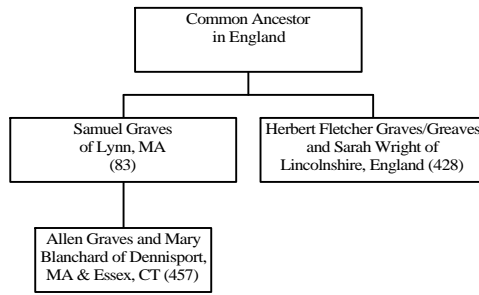 Common Ancestor
in England
Samuel Graves
of Lynn, MA
(83)
Herbert Fletcher Graves/Greaves
and Sarah Wright of
Lincolnshire, England (428)
Allen Graves and Mary
Blanchard of Dennisport,
MA & Essex, CT (457)